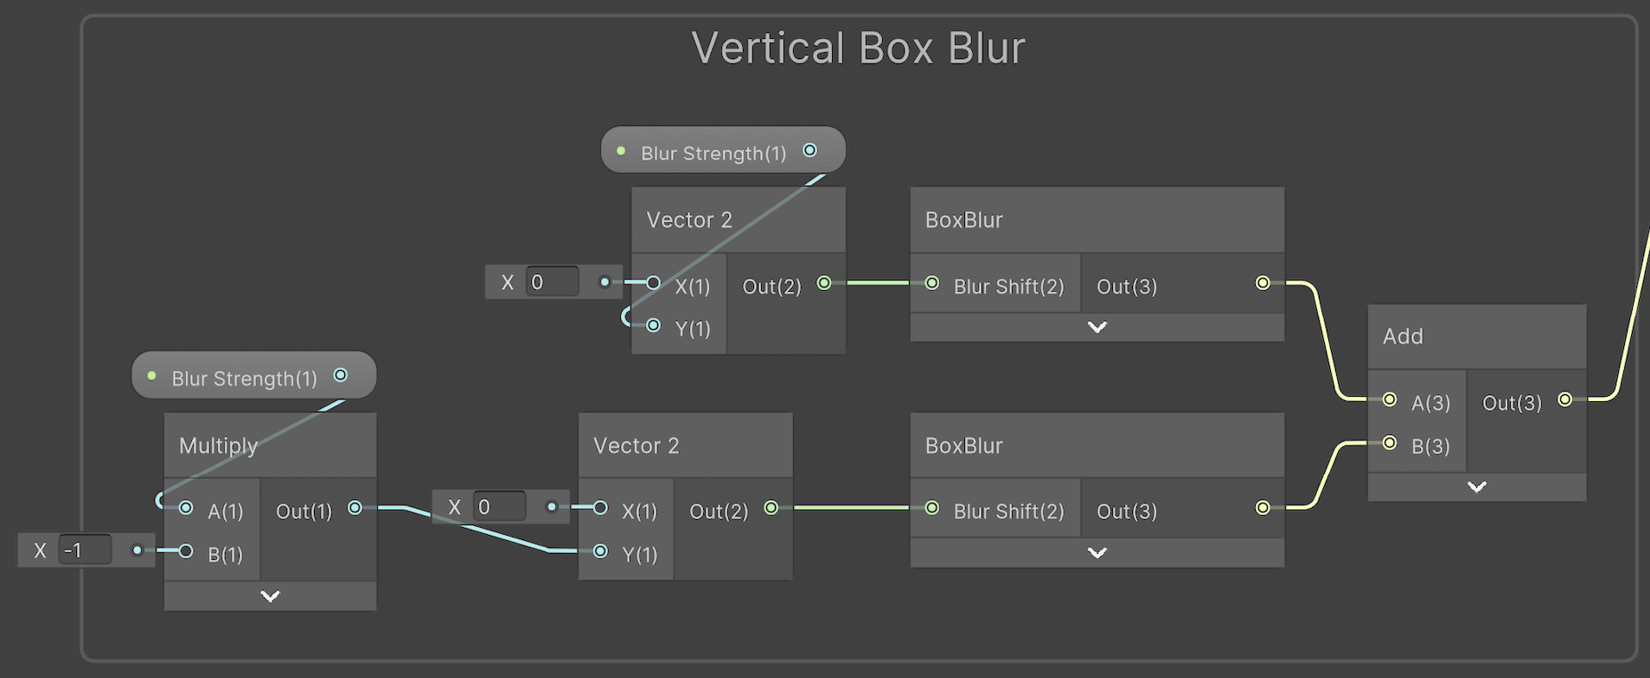 Vertical Box Blur
Blur Strength(1)
Vector 2
X 0
X(1)
Out(2)
Y(1)
BoxBlur
Blur Shift(2)
Out(3)
Add
A(3)
Out(3)
B(3)
Blur Strength(1)
Multiply
A(1)
Out(1)
X -1
B(1)
Vector 2
X 0
X(1)
Out(2)
Y(1)
BoxBlur
Blur Shift(2)
Out(3)